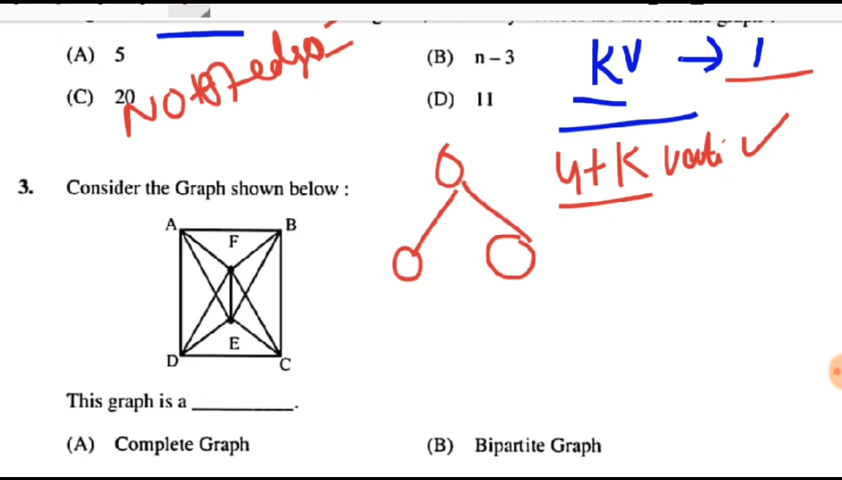 (A) 5
(B) n – 3
KV → 1
(C) 20
(D) 11
4+K
3. Consider the Graph shown below :
A B
F
E
D C
This graph is a ________.
(A) Complete Graph
(B) Bipartite Graph